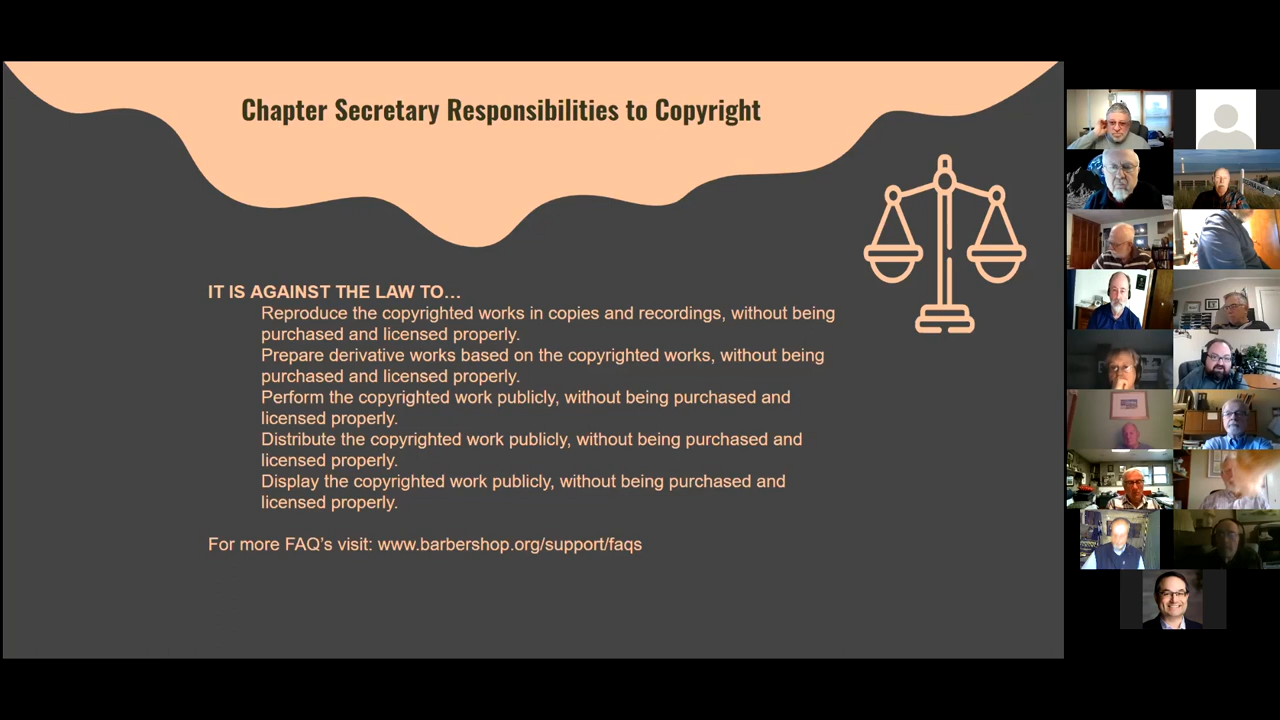 Chapter Secretary Responsibilities to Copyright
IT IS AGAINST THE LAW TO…
Reproduce the copyrighted works in copies and recordings, without being
purchased and licensed properly.
Prepare derivative works based on the copyrighted works, without being
purchased and licensed properly.
Perform the copyrighted work publicly, without being purchased and
licensed properly.
Distribute the copyrighted work publicly, without being purchased and
licensed properly.
Display the copyrighted work publicly, without being purchased and
licensed properly.
For more FAQ's visit: www.barbershop.org/support/faqs